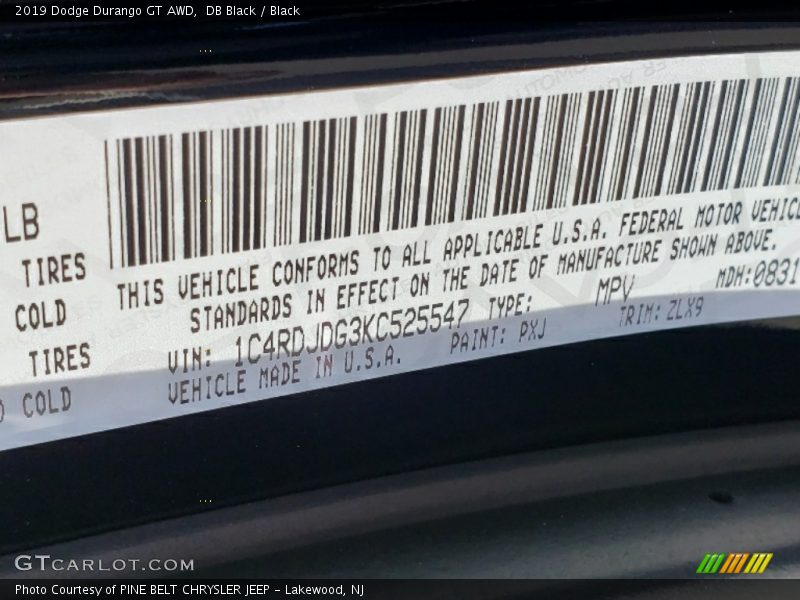 2019 Dodge Durango GT AWD,  DB Black / Black
LB
TIRES
COLD
TIRES
COLD
THIS VEHICLE CONFORMS TO ALL APPLICABLE U.S.A. FEDERAL MOTOR VEHICLE
STANDARDS IN EFFECT ON THE DATE OF MANUFACTURE SHOWN ABOVE.
VIN: 1C4RDJDG3KC525547 TYPE: MPV MDH:0831
VEHICLE MADE IN U.S.A. PAINT: PXJ TRIM: ZLX9
GTCARLOT.COM
Photo Courtesy of PINE BELT CHRYSLER JEEP - Lakewood, NJ